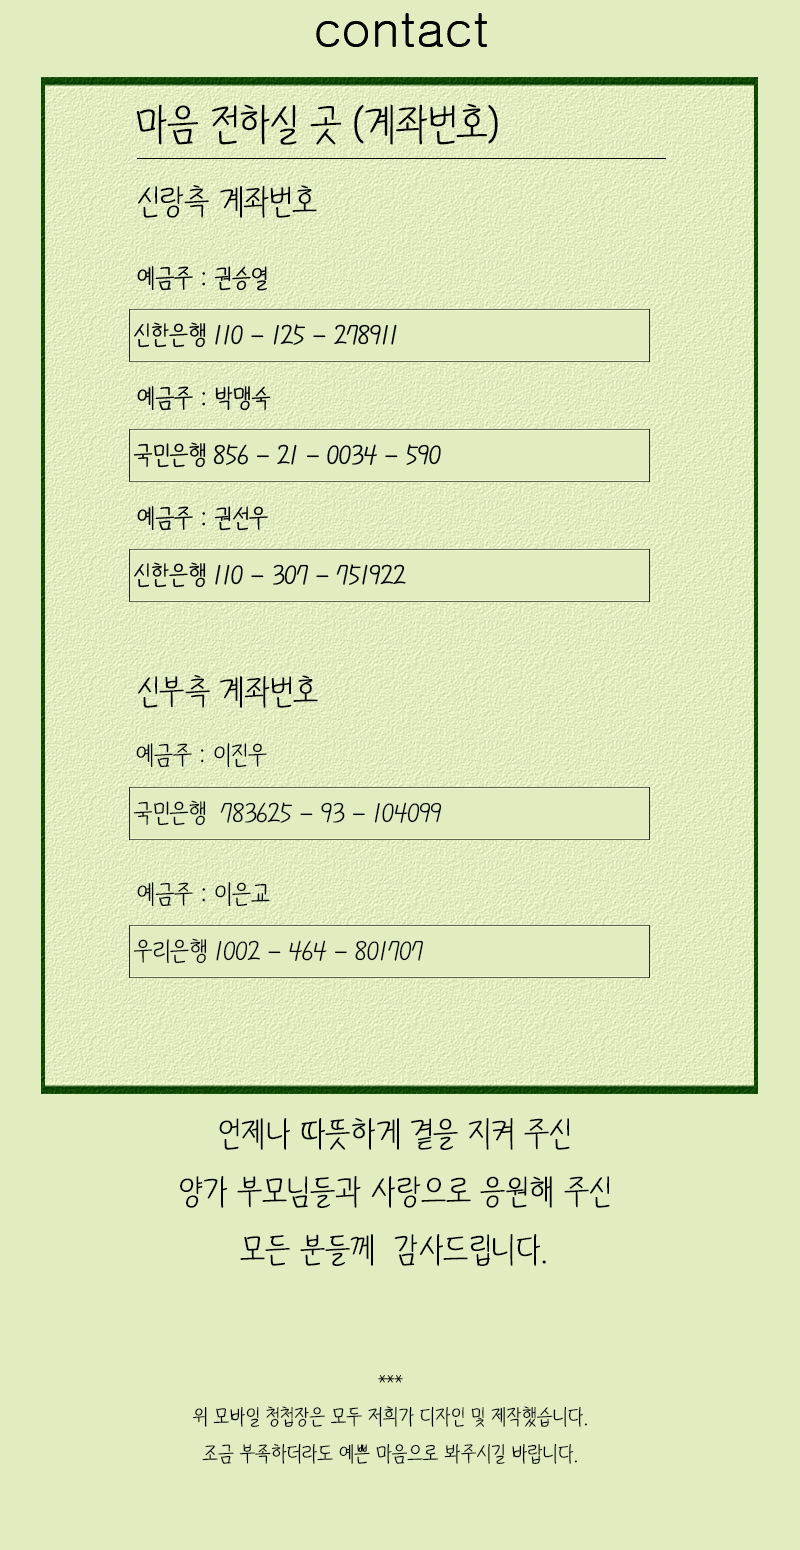 contact
마음 전하실 곳 (계좌번호)
신랑측 계좌번호
예금주 : 권승열
신한은행 110 - 125 - 278911
예금주 : 박맹숙
국민은행 856 - 21 - 0034 - 590
예금주 : 권선우
신한은행 110 - 307 - 751922
신부측 계좌번호
예금주 : 이진우
국민은행 783625 - 93 - 104099
예금주 : 이은교
우리은행 1002 - 464 - 801707
언제나 따뜻하게 곁을 지켜 주신
양가 부모님들과 사랑으로 응원해 주신
모든 분들께 감사드립니다.
***
위 모바일 청첩장은 모두 저희가 디자인 및 제작했습니다.
조금 부족하더라도 예쁜 마음으로 봐주시길 바랍니다.